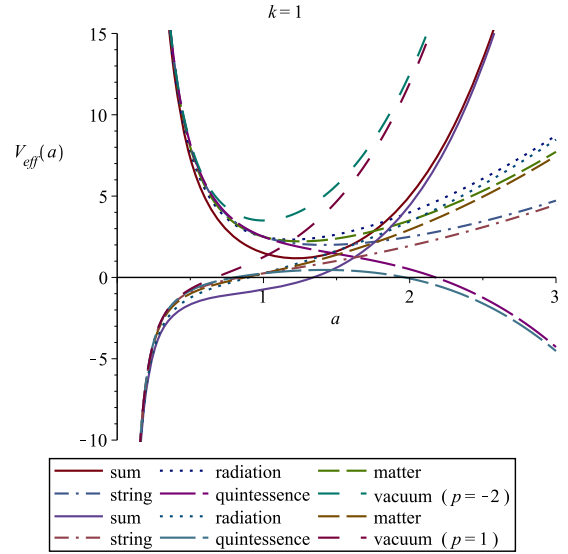 k = 1
15
10
V_eff(a)
5
0
1
2
3
a
−5
−10
sum radiation matter
string quintessence vacuum ( p = −2)
sum radiation matter
string quintessence vacuum ( p = 1)